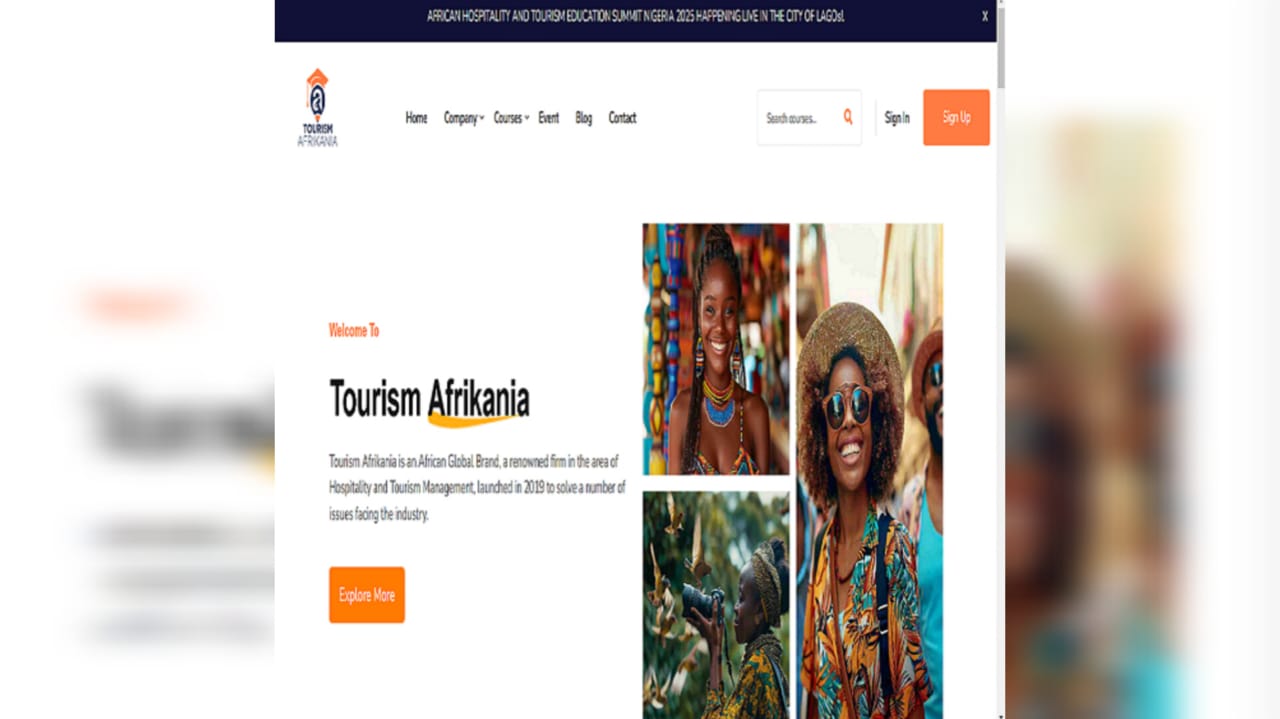 AFRICAN HOSPITALITY AND TOURISM EDUCATION SUMMIT NIGERIA 2025 HAPPENING LIVE IN THE CITY OF LAGOs!.
X
TOURISM
AFRIKANIA
Home Company Courses Event Blog Contact
Search courses...
Sign In
Sign Up
Welcome To
Tourism Afrikania
Tourism Afrikania is an African Global Brand, a renowned firm in the area of
Hospitality and Tourism Management, launched in 2019 to solve a number of
issues facing the industry.
Explore More